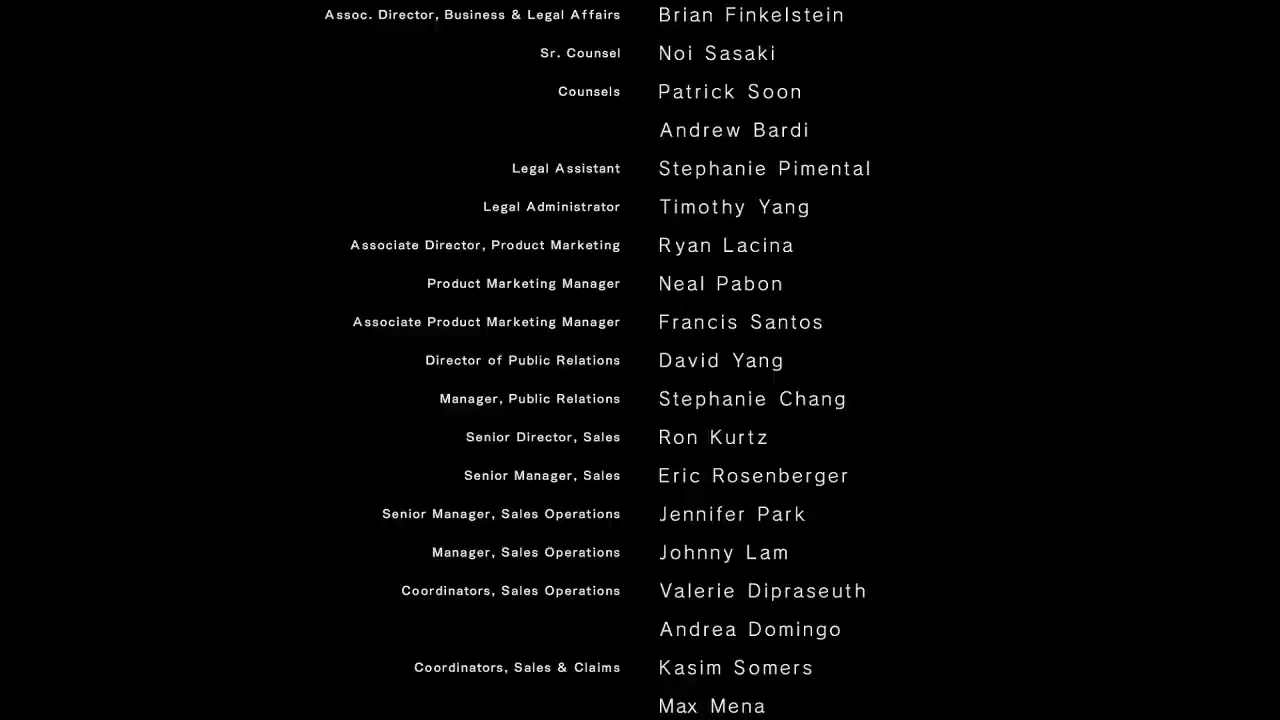 Assoc. Director, Business & Legal Affairs Brian Finkelstein
Sr. Counsel Noi Sasaki
Counsels Patrick Soon
Andrew Bardi
Legal Assistant Stephanie Pimental
Legal Administrator Timothy Yang
Associate Director, Product Marketing Ryan Lacina
Product Marketing Manager Neal Pabon
Associate Product Marketing Manager Francis Santos
Director of Public Relations David Yang
Manager, Public Relations Stephanie Chang
Senior Director, Sales Ron Kurtz
Senior Manager, Sales Eric Rosenberger
Senior Manager, Sales Operations Jennifer Park
Manager, Sales Operations Johnny Lam
Coordinators, Sales Operations Valerie Dipraseuth
Andrea Domingo
Coordinators, Sales & Claims Kasim Somers
Max Mena